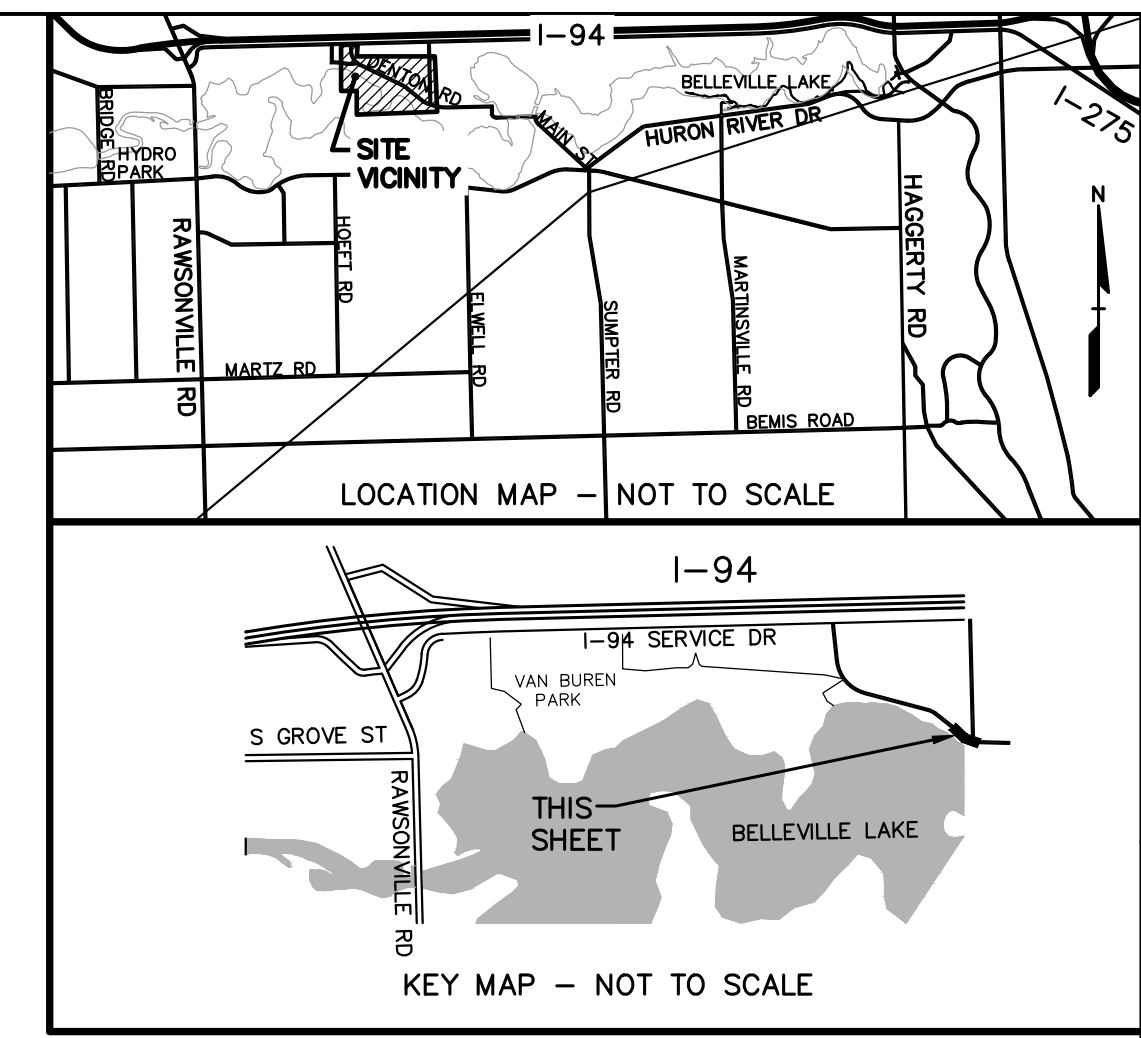 I-94
DENTON RD
BELLEVILLE LAKE
I-275
BRIDGE RD
HYDRO
PARK
MAIN ST
HURON RIVER DR
SITE
VICINITY
N
RAWSONVILLE RD
HOEFT RD
HAGGERTY RD
ELWELL RD
SUMPTER RD
MARTINSVILLE RD
MARTZ RD
BEMIS ROAD
LOCATION MAP - NOT TO SCALE
I-94
I-94 SERVICE DR
VAN BUREN
PARK
S GROVE ST
RAWSONVILLE RD
THIS
SHEET
BELLEVILLE LAKE
KEY MAP - NOT TO SCALE